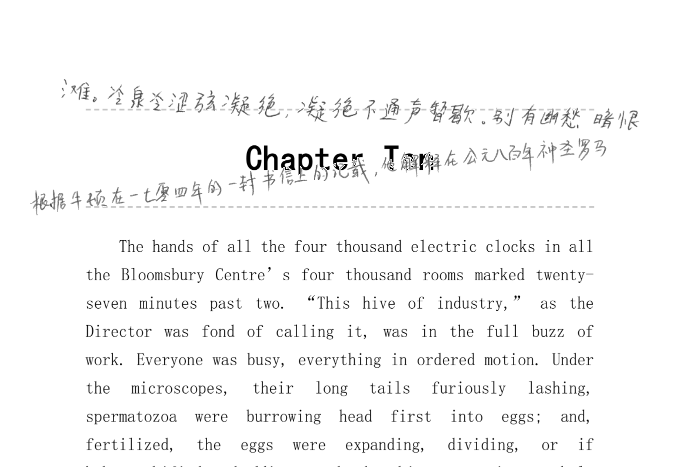 滩。冷泉冷涩弦凝绝，凝绝不通声暂歇。别有幽愁暗恨
Chapter Ten
根据牛顿在一七零四年的一封书信上的记载，他解解在公元八百年神圣罗马
The hands of all the four thousand electric clocks in all
the Bloomsbury Centre’s four thousand rooms marked twenty-
seven minutes past two. “This hive of industry,” as the
Director was fond of calling it, was in the full buzz of
work. Everyone was busy, everything in ordered motion. Under
the microscopes, their long tails furiously lashing,
spermatozoa were burrowing head first into eggs; and,
fertilized, the eggs were expanding, dividing, or if